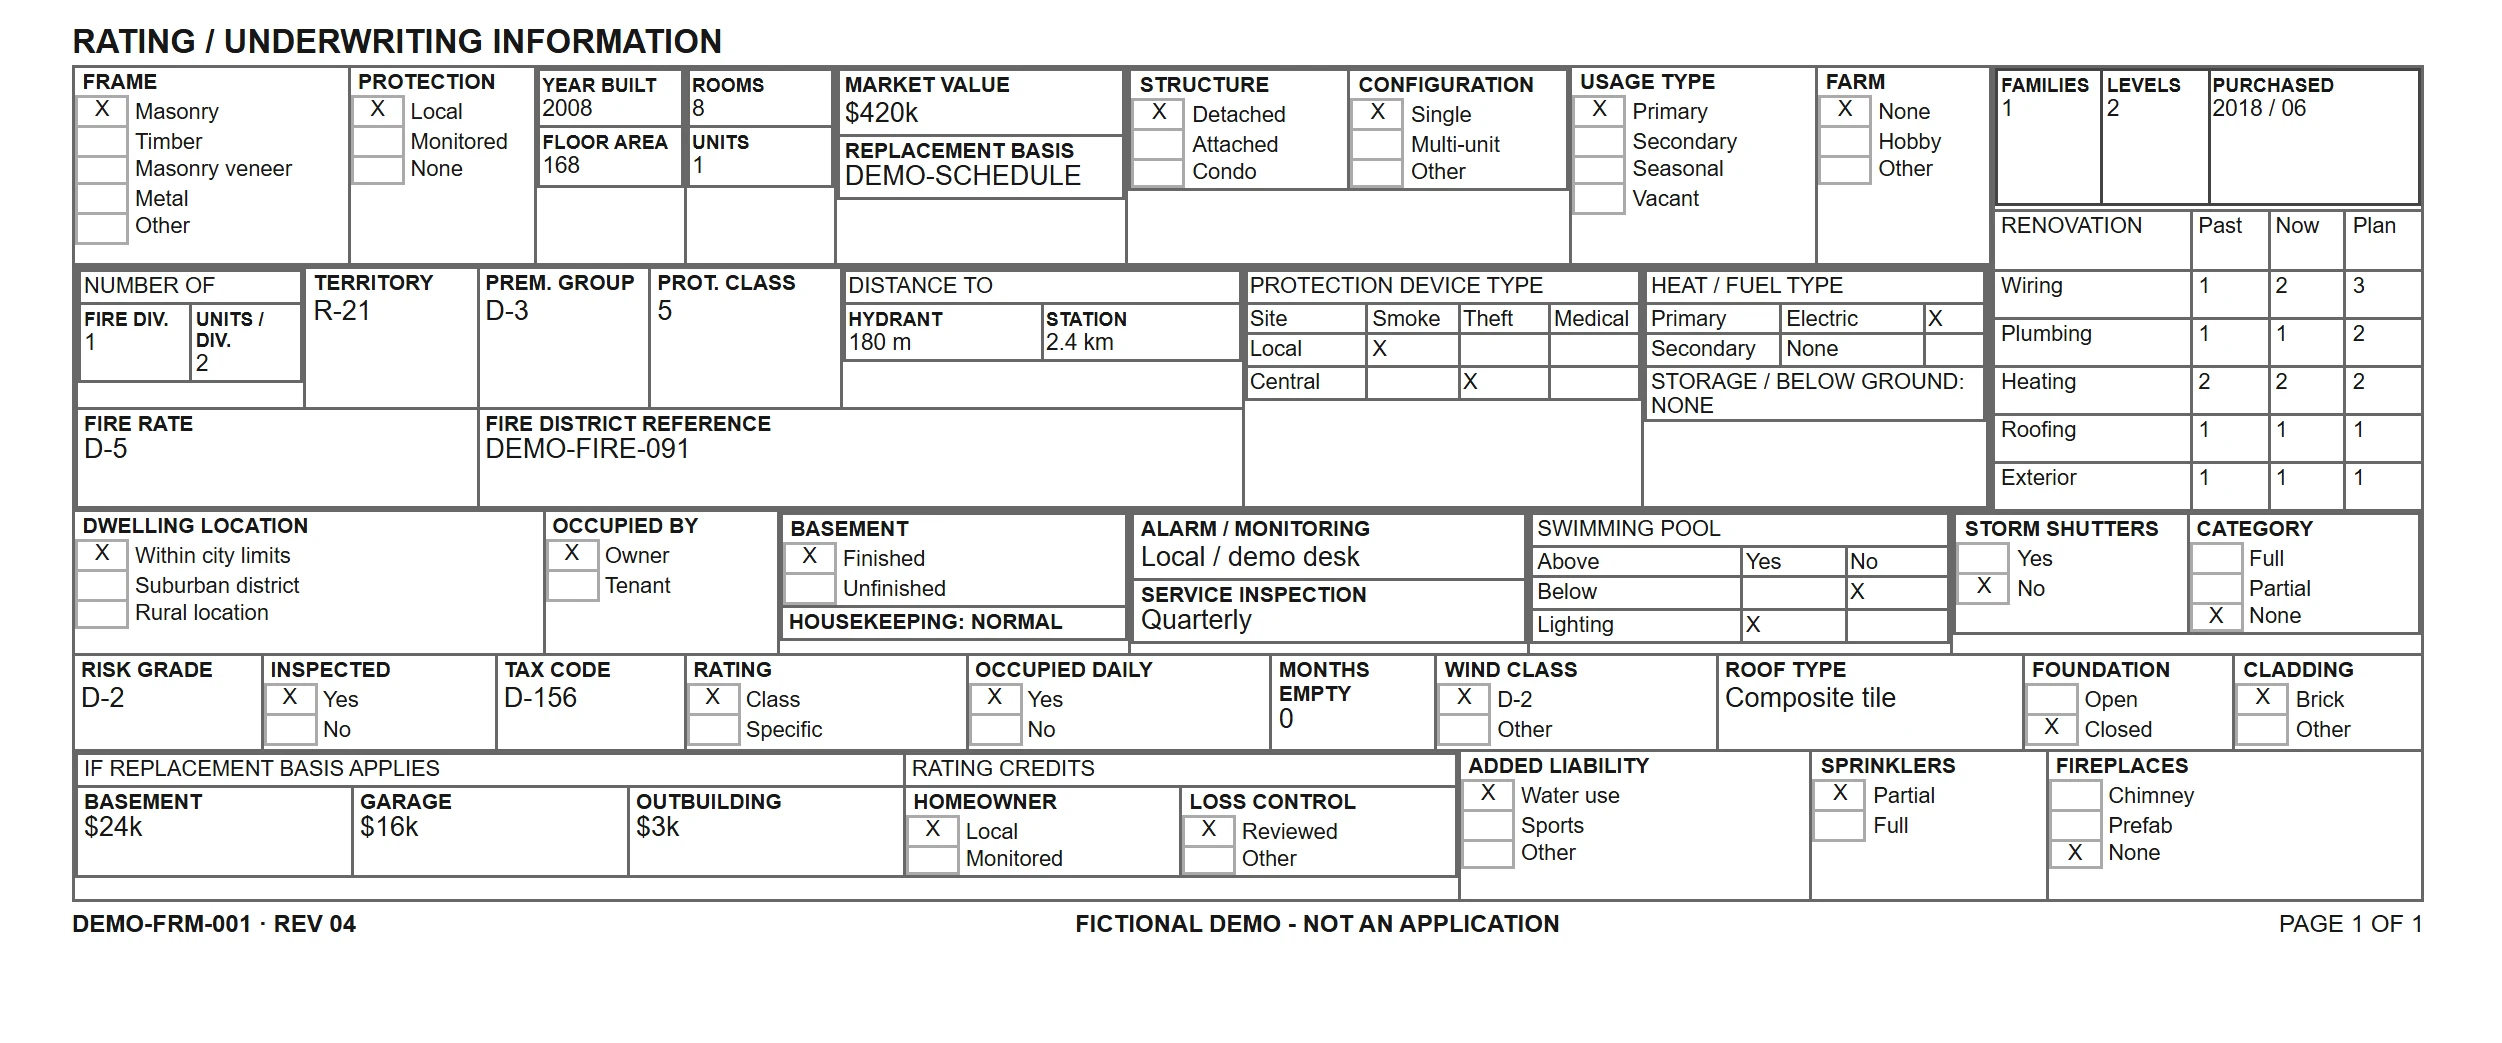 RATING / UNDERWRITING INFORMATION
FRAME
X Masonry
Timber
Masonry veneer
Metal
Other
PROTECTION
X Local
Monitored
None
YEAR BUILT
2008
FLOOR AREA
168
ROOMS
8
UNITS
1
MARKET VALUE
$420k
REPLACEMENT BASIS
DEMO-SCHEDULE
STRUCTURE
X Detached
Attached
Condo
CONFIGURATION
X Single
Multi-unit
Other
USAGE TYPE
X Primary
Secondary
Seasonal
Vacant
FARM
X None
Hobby
Other
FAMILIES
1
LEVELS
2
PURCHASED
2018 / 06
RENOVATION Past Now Plan
Wiring 1 2 3
Plumbing 1 1 2
Heating 2 2 2
Roofing 1 1 1
Exterior 1 1 1
NUMBER OF
FIRE DIV.
1
UNITS /
DIV.
2
TERRITORY
R-21
PREM. GROUP
D-3
PROT. CLASS
5
DISTANCE TO
HYDRANT
180 m
STATION
2.4 km
PROTECTION DEVICE TYPE
Site Smoke Theft Medical
Local X
Central X
HEAT / FUEL TYPE
Primary Electric X
Secondary None
STORAGE / BELOW GROUND:
NONE
FIRE RATE
D-5
FIRE DISTRICT REFERENCE
DEMO-FIRE-091
DWELLING LOCATION
X Within city limits
Suburban district
Rural location
OCCUPIED BY
X Owner
Tenant
BASEMENT
X Finished
Unfinished
HOUSEKEEPING: NORMAL
ALARM / MONITORING
Local / demo desk
SERVICE INSPECTION
Quarterly
SWIMMING POOL
Above Yes No
Below X
Lighting X
STORM SHUTTERS
Yes
X No
CATEGORY
Full
Partial
X None
RISK GRADE
D-2
INSPECTED
X Yes
No
TAX CODE
D-156
RATING
X Class
Specific
OCCUPIED DAILY
X Yes
No
MONTHS
EMPTY
0
WIND CLASS
X D-2
Other
ROOF TYPE
Composite tile
FOUNDATION
Open
X Closed
CLADDING
X Brick
Other
IF REPLACEMENT BASIS APPLIES
BASEMENT
$24k
GARAGE
$16k
OUTBUILDING
$3k
RATING CREDITS
HOMEOWNER
X Local
Monitored
LOSS CONTROL
X Reviewed
Other
ADDED LIABILITY
X Water use
Sports
Other
SPRINKLERS
X Partial
Full
FIREPLACES
Chimney
Prefab
X None
DEMO-FRM-001 · REV 04
FICTIONAL DEMO - NOT AN APPLICATION
PAGE 1 OF 1